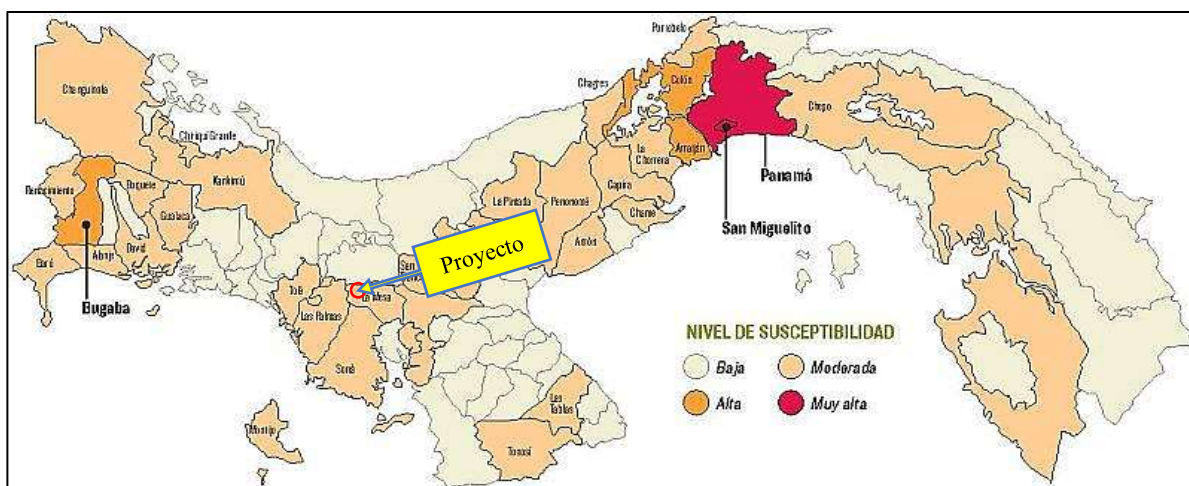 Portobelo
Changuinola
Colón
Chagres
Chepo
Chiriquí Grande
La
Chorrera
Arraiján
Renacimiento
Boquete
Kankintú
Panamá
La Pintada
Penonomé
Capira
Gualaca
Chame
San Miguelito
Barú
Alanje
David
Antón
Proyecto
San
Bugaba
Tolé
La Mesa
Las Palmas
NIVEL DE SUSCEPTIBILIDAD
Baja
Moderada
Soná
Alta
Muy alta
Las
Tablas
Montijo
Tonosí